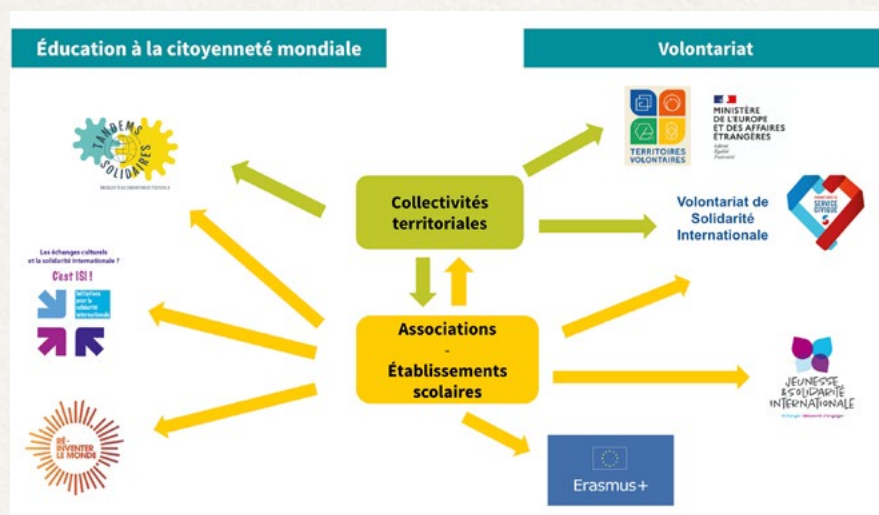 Éducation à la citoyenneté mondiale
Volontariat
TANDEMS
SOLIDAIRES
Les échanges culturels
et la solidarité internationale ?
C'est ISI !
Initiatives
pour la
solidarité
internationale
RÉ-
INVENTER
LE MONDE
Collectivités
territoriales
Associations
-
Établissements
scolaires
TERRITOIRES
VOLONTAIRES
MINISTÈRE
DE L'EUROPE
ET DES AFFAIRES
ÉTRANGÈRES
Liberté
Égalité
Fraternité
Volontariat de
Solidarité
Internationale
SERVICE
CIVIQUE
JEUNESSE
& SOLIDARITÉ
INTERNATIONALE
Erasmus+